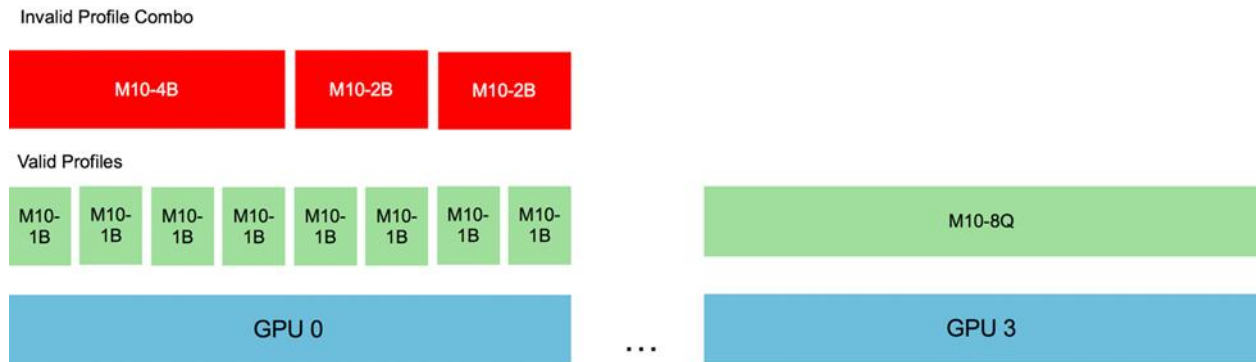 Invalid Profile Combo
M10-4B
M10-2B
M10-2B
Valid Profiles
M10-
1B
M10-
1B
M10-
1B
M10-
1B
M10-
1B
M10-
1B
M10-
1B
M10-
1B
M10-8Q
GPU 0
...
GPU 3